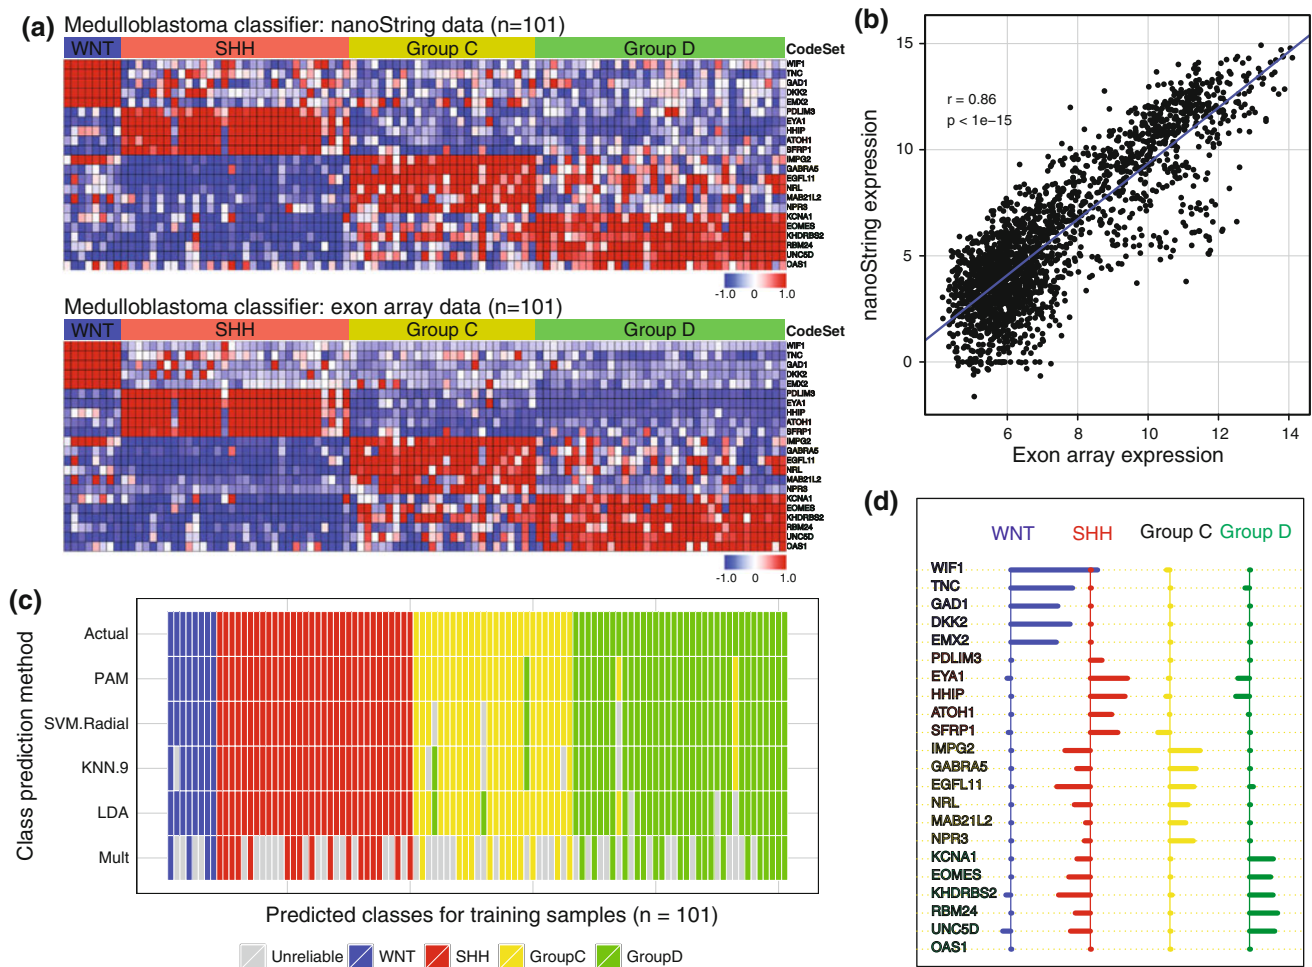 (a)
Medulloblastoma classifier: nanoString data (n=101)
WNT SHH Group C Group D CodeSet
WIF1
TNC
GAD1
DKK2
EMX2
PDLIM3
EYA1
HHIP
ATOH1
SFRP1
IMPG2
GABRA5
EGFL11
NRL
MAB21L2
NPR3
KCNA1
EOMES
KHDRBS2
RBM24
UNC5D
OAS1
-1.0 0 1.0
Medulloblastoma classifier: exon array data (n=101)
WNT SHH Group C Group D CodeSet
WIF1
TNC
GAD1
DKK2
EMX2
PDLIM3
EYA1
HHIP
ATOH1
SFRP1
IMPG2
GABRA5
EGFL11
NRL
MAB21L2
NPR3
KCNA1
EOMES
KHDRBS2
RBM24
UNC5D
OAS1
-1.0 0 1.0
(b)
nanoString expression
15
10
5
0
r = 0.86
p < 1e−15
6 8 10 12 14
Exon array expression
(c)
Class prediction method
Actual
PAM
SVM.Radial
KNN.9
LDA
Mult
Predicted classes for training samples (n = 101)
Unreliable WNT SHH GroupC GroupD
(d)
WNT SHH Group C Group D
WIF1
TNC
GAD1
DKK2
EMX2
PDLIM3
EYA1
HHIP
ATOH1
SFRP1
IMPG2
GABRA5
EGFL11
NRL
MAB21L2
NPR3
KCNA1
EOMES
KHDRBS2
RBM24
UNC5D
OAS1